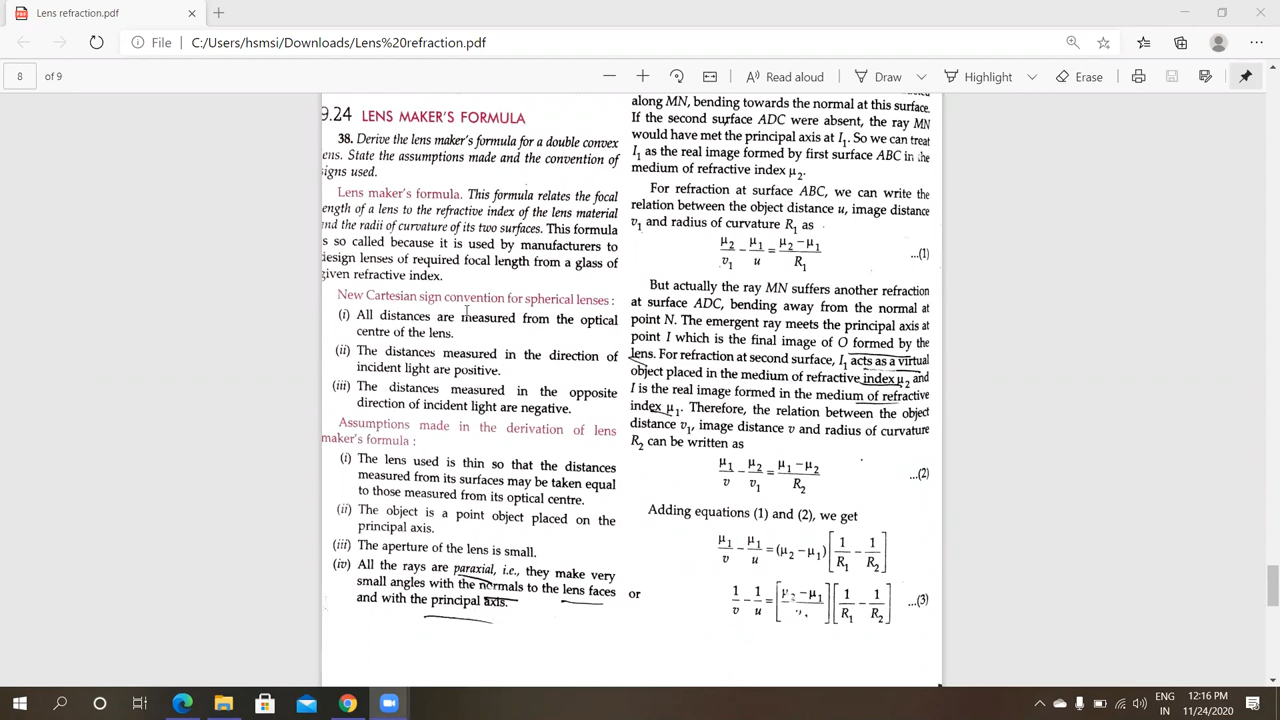 Lens refraction.pdf
File C:/Users/hsmsi/Downloads/Lens%20refraction.pdf
8 of 9
Read aloud Draw Highlight Erase
9.24 LENS MAKER'S FORMULA
38. Derive the lens maker's formula for a double convex
ens. State the assumptions made and the convention of
signs used.
Lens maker's formula. This formula relates the focal
ength of a lens to the refractive index of the lens material
and the radii of curvature of its two surfaces. This formula
s so called because it is used by manufacturers to
design lenses of required focal length from a glass of
given refractive index.
New Cartesian sign convention for spherical lenses :
(i) All distances are measured from the optical
centre of the lens.
(ii) The distances measured in the direction of
incident light are positive.
(iii) The distances measured in the opposite
direction of incident light are negative.
Assumptions made in the derivation of lens
maker's formula :
(i) The lens used is thin so that the distances
measured from its surfaces may be taken equal
to those measured from its optical centre.
(ii) The object is a point object placed on the
principal axis.
(iii) The aperture of the lens is small.
(iv) All the rays are paraxial, i.e., they make very
small angles with the normals to the lens faces
and with the principal axis.
along MN, bending towards the normal at this surface.
If the second surface ADC were absent, the ray MN
would have met the principal axis at I₁. So we can treat
I₁ as the real image formed by first surface ABC in the
medium of refractive index μ₂.
For refraction at surface ABC, we can write the
relation between the object distance u, image distance
v₁ and radius of curvature R₁ as
μ₂/v₁ − μ₁/u = (μ₂ − μ₁)/R₁ ...(1)
But actually the ray MN suffers another refraction
at surface ADC, bending away from the normal at
point N. The emergent ray meets the principal axis at
point I which is the final image of O formed by the
lens. For refraction at second surface, I₁ acts as a virtual
object placed in the medium of refractive index μ₂ and
I is the real image formed in the medium of refractive
index μ₁. Therefore, the relation between the object
distance v₁, image distance v and radius of curvature
R₂ can be written as
μ₁/v − μ₂/v₁ = (μ₁ − μ₂)/R₂ ...(2)
Adding equations (1) and (2), we get
μ₁/v − μ₁/u = (μ₂ − μ₁) [1/R₁ − 1/R₂]
or 1/v − 1/u = [(μ₂ − μ₁)/ ] [1/R₁ − 1/R₂] ...(3)
ENG 12:16 PM
IN 11/24/2020